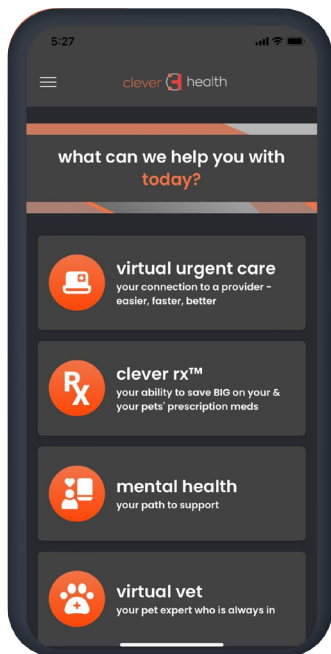 5:27
clever health
what can we help you with
today?
virtual urgent care
your connection to a provider -
easier, faster, better
Rx
clever rx™
your ability to save BIG on your &
your pets' prescription meds
mental health
your path to support
virtual vet
your pet expert who is always in